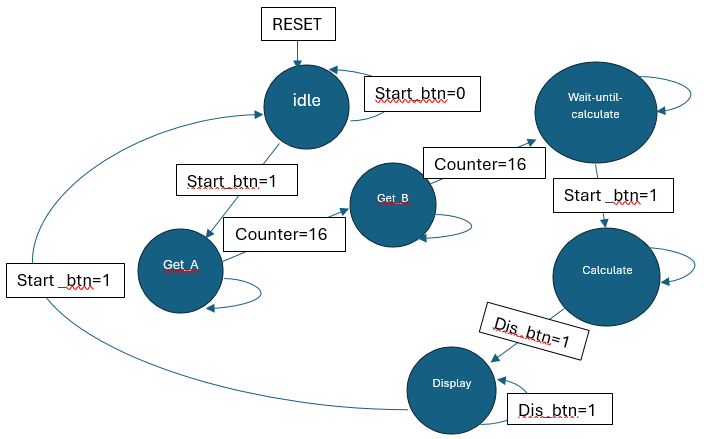 RESET
idle
Start_btn=0
Wait-until-
calculate
Start_btn=1
Get_B
Counter=16
Start _btn=1
Get_A
Counter=16
Calculate
Start _btn=1
Dis_btn=1
Display
Dis_btn=1